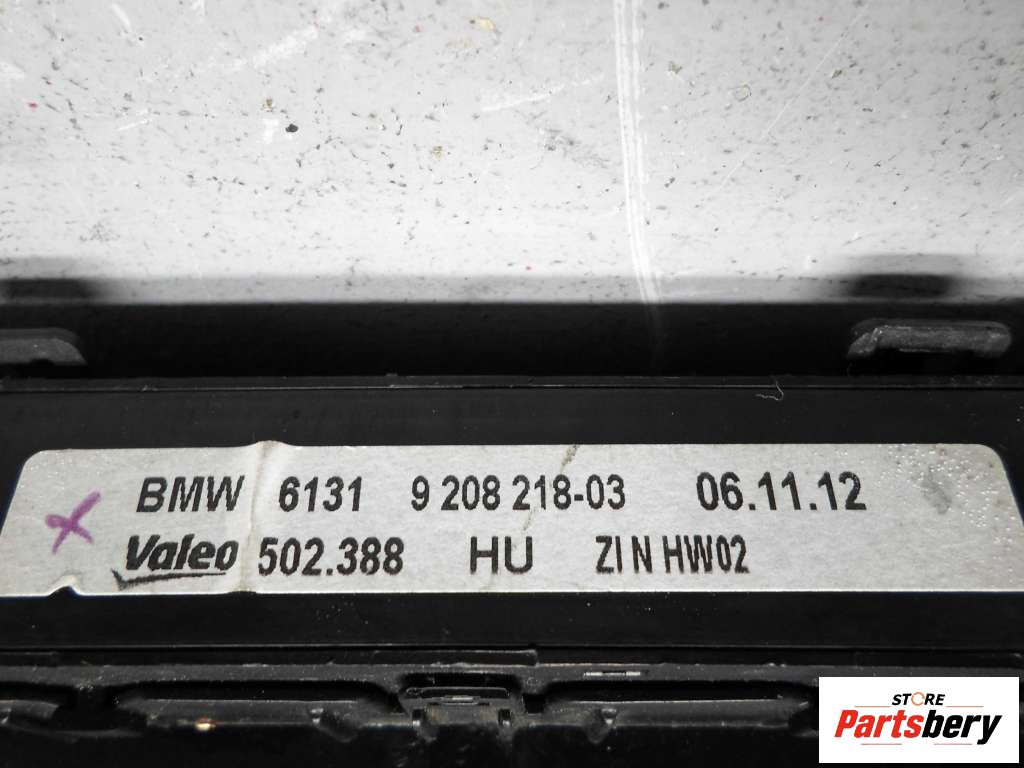 BMW 6131 9 208 218-03 06.11.12
Valeo 502.388 HU ZI N HW02
STORE
Partsbery